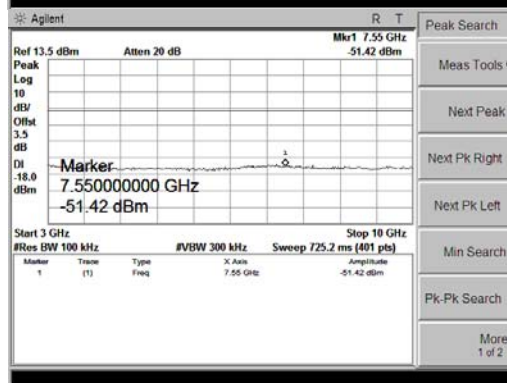 Agilent
R T
Peak Search
Mkr1 7.55 GHz
Ref 13.5 dBm Atten 20 dB -51.42 dBm
Peak
Log
10
dB/
Offst
3.5
dB
DI
-18.0
dBm
1
Marker
7.550000000 GHz
-51.42 dBm
Start 3 GHz Stop 10 GHz
#Res BW 100 kHz #VBW 300 kHz Sweep 725.2 ms (401 pts)
Marker Trace Type X Axis Amplitude
1 (1) Freq 7.55 GHz -51.42 dBm
Meas Tools
Next Peak
Next Pk Right
Next Pk Left
Min Search
Pk-Pk Search
More
1 of 2